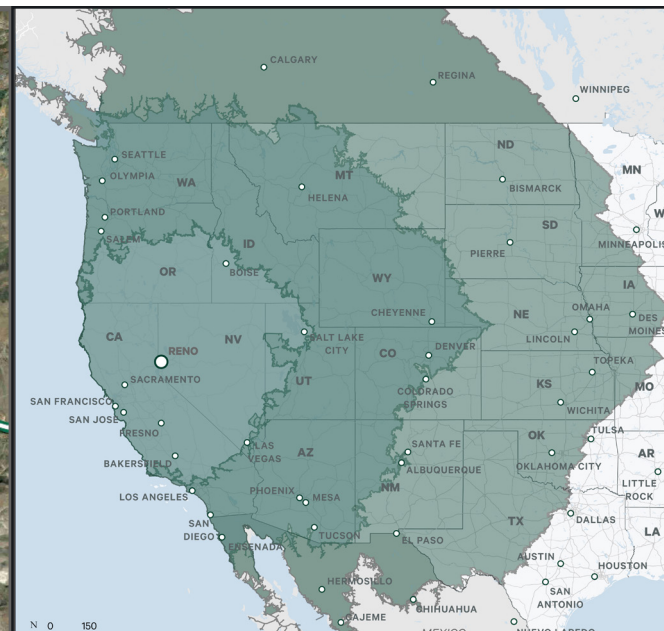 CALGARY
REGINA
WINNIPEG
SEATTLE
OLYMPIA
WA
MT
ND
MN
HELENA
BISMARCK
PORTLAND
SALEM
SD
MINNEAPOLIS
ID
OR
BOISE
PIERRE
WY
IA
OMAHA
CHEYENNE
NE
DES
MOINES
CA
NV
SALT LAKE
CITY
LINCOLN
RENO
CO
DENVER
TOPEKA
SACRAMENTO
UT
COLORADO
SPRINGS
KS
MO
SAN FRANCISCO
SAN JOSE
WICHITA
FRESNO
TULSA
LAS
VEGAS
SANTA FE
OK
BAKERSFIELD
AZ
ALBUQUERQUE
OKLAHOMA CITY
AR
LITTLE
ROCK
PHOENIX
MESA
NM
LOS ANGELES
SAN
DIEGO
TUCSON
EL PASO
TX
DALLAS
LA
ENSENADA
AUSTIN
HOUSTON
HERMOSILLO
SAN
ANTONIO
CHIHUAHUA
CAJEME
N 0 150